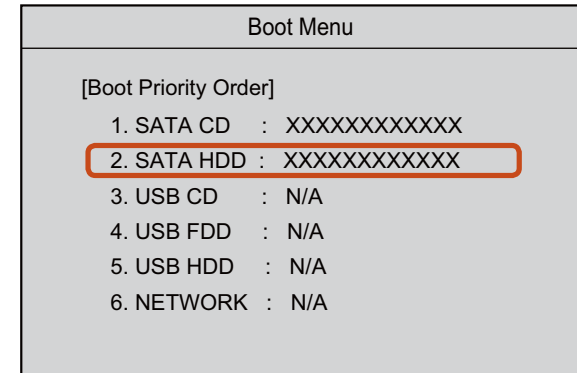 Boot Menu
[Boot Priority Order]
1. SATA CD : XXXXXXXXXXXX
2. SATA HDD : XXXXXXXXXXXX
3. USB CD : N/A
4. USB FDD : N/A
5. USB HDD : N/A
6. NETWORK : N/A